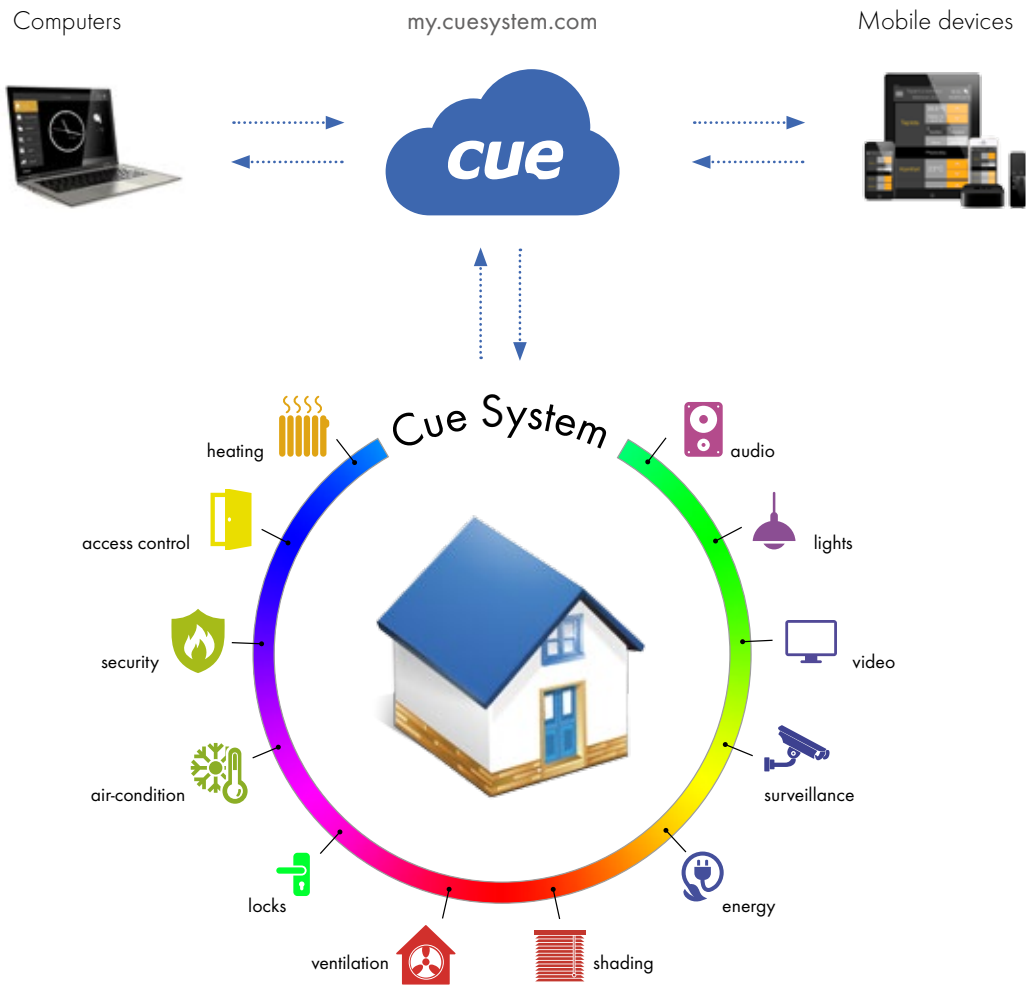 Computers
my.cuesystem.com
Mobile devices
cue
Cue System
heating
audio
access control
lights
security
video
air-condition
surveillance
locks
energy
ventilation
shading